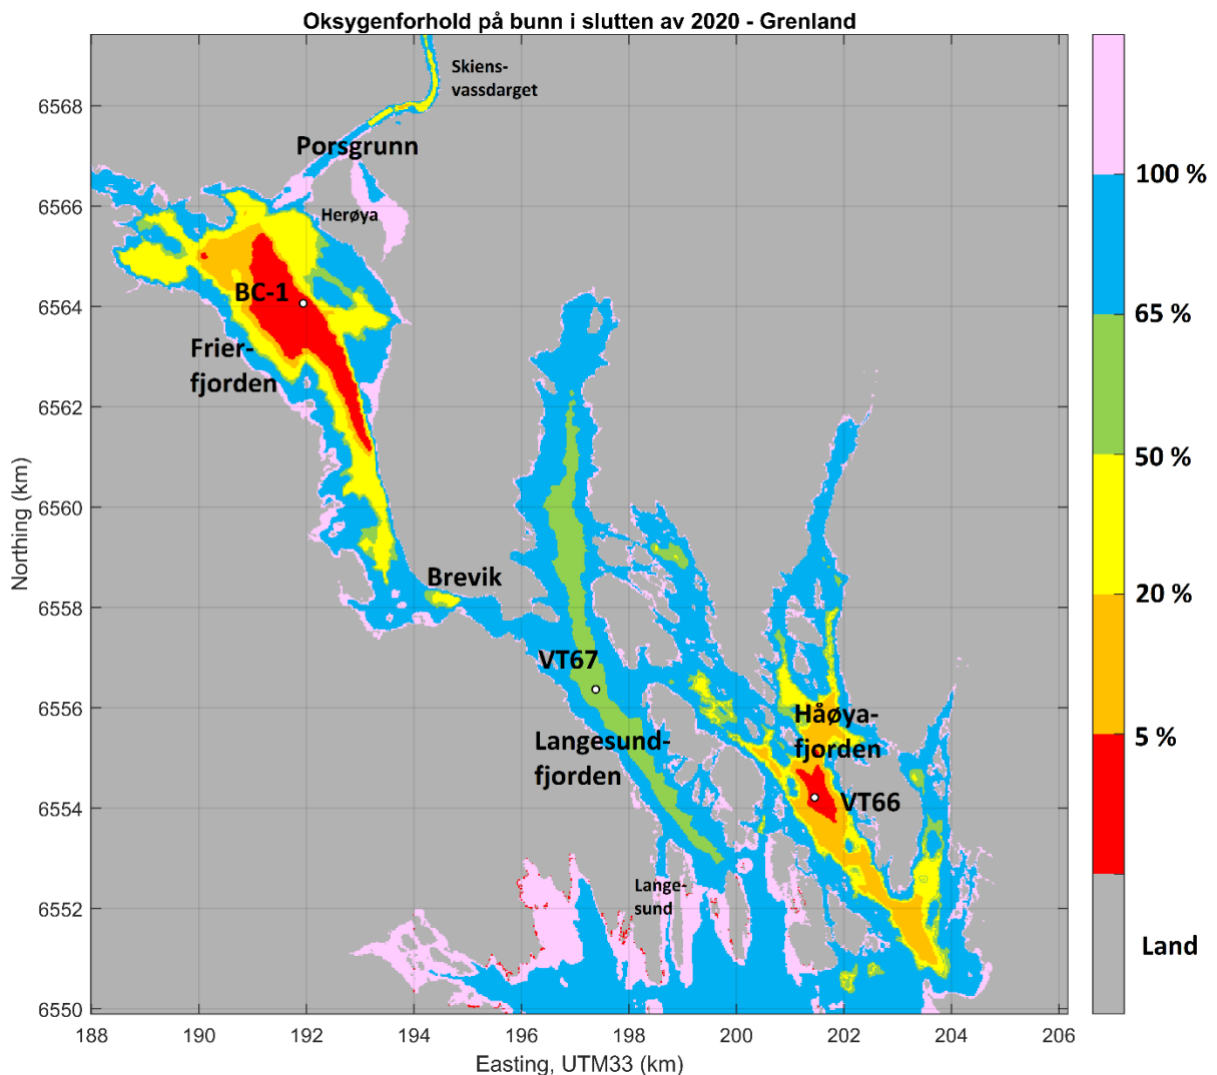 Oksygenforhold på bunn i slutten av 2020 - Grenland
Skiens-
vassdarget
Porsgrunn
Herøya
BC-1
Frier-
fjorden
Brevik
VT67
Langesund-
fjorden
Håøya-
fjorden
VT66
Lange-
sund
6568
6566
6564
6562
6560
6558
6556
6554
6552
6550
Northing (km)
188
190
192
194
196
198
200
202
204
206
Easting, UTM33 (km)
100 %
65 %
50 %
20 %
5 %
Land